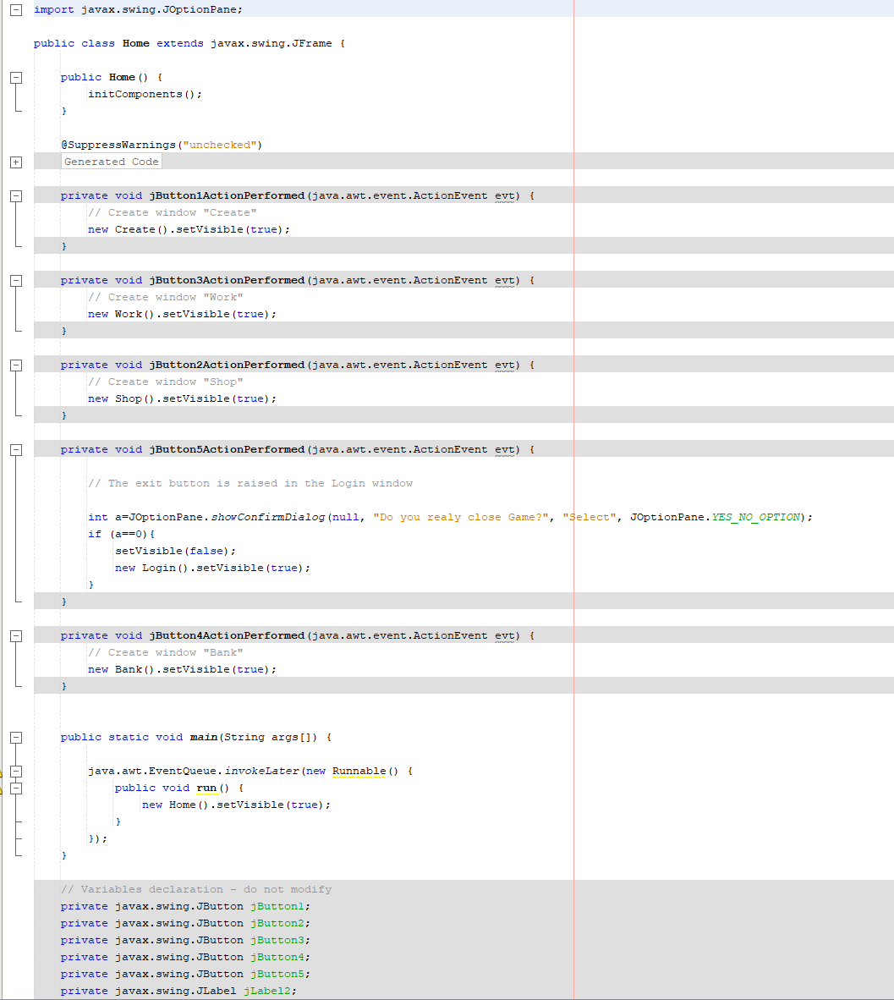 import javax.swing.JOptionPane;
public class Home extends javax.swing.JFrame {
public Home() {
initComponents();
}
@SuppressWarnings("unchecked")
Generated Code
private void jButton1ActionPerformed(java.awt.event.ActionEvent evt) {
// Create window "Create"
new Create().setVisible(true);
}
private void jButton3ActionPerformed(java.awt.event.ActionEvent evt) {
// Create window "Work"
new Work().setVisible(true);
}
private void jButton2ActionPerformed(java.awt.event.ActionEvent evt) {
// Create window "Shop"
new Shop().setVisible(true);
}
private void jButton5ActionPerformed(java.awt.event.ActionEvent evt) {
// The exit button is raised in the Login window
int a=JOptionPane.showConfirmDialog(null, "Do you realy close Game?", "Select", JOptionPane.YES_NO_OPTION);
if (a==0){
setVisible(false);
new Login().setVisible(true);
}
}
private void jButton4ActionPerformed(java.awt.event.ActionEvent evt) {
// Create window "Bank"
new Bank().setVisible(true);
}
public static void main(String args[]) {
java.awt.EventQueue.invokeLater(new Runnable() {
public void run() {
new Home().setVisible(true);
}
});
}
// Variables declaration - do not modify
private javax.swing.JButton jButton1;
private javax.swing.JButton jButton2;
private javax.swing.JButton jButton3;
private javax.swing.JButton jButton4;
private javax.swing.JButton jButton5;
private javax.swing.JLabel jLabel2;